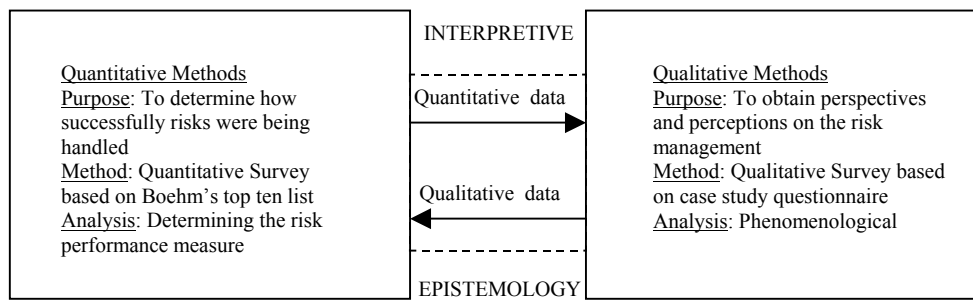 INTERPRETIVE
Quantitative Methods
Purpose: To determine how
successfully risks were being
handled
Method: Quantitative Survey
based on Boehm's top ten list
Analysis: Determining the risk
performance measure
Quantitative data
Qualitative data
Qualitative Methods
Purpose: To obtain perspectives
and perceptions on the risk
management
Method: Qualitative Survey based
on case study questionnaire
Analysis: Phenomenological
EPISTEMOLOGY